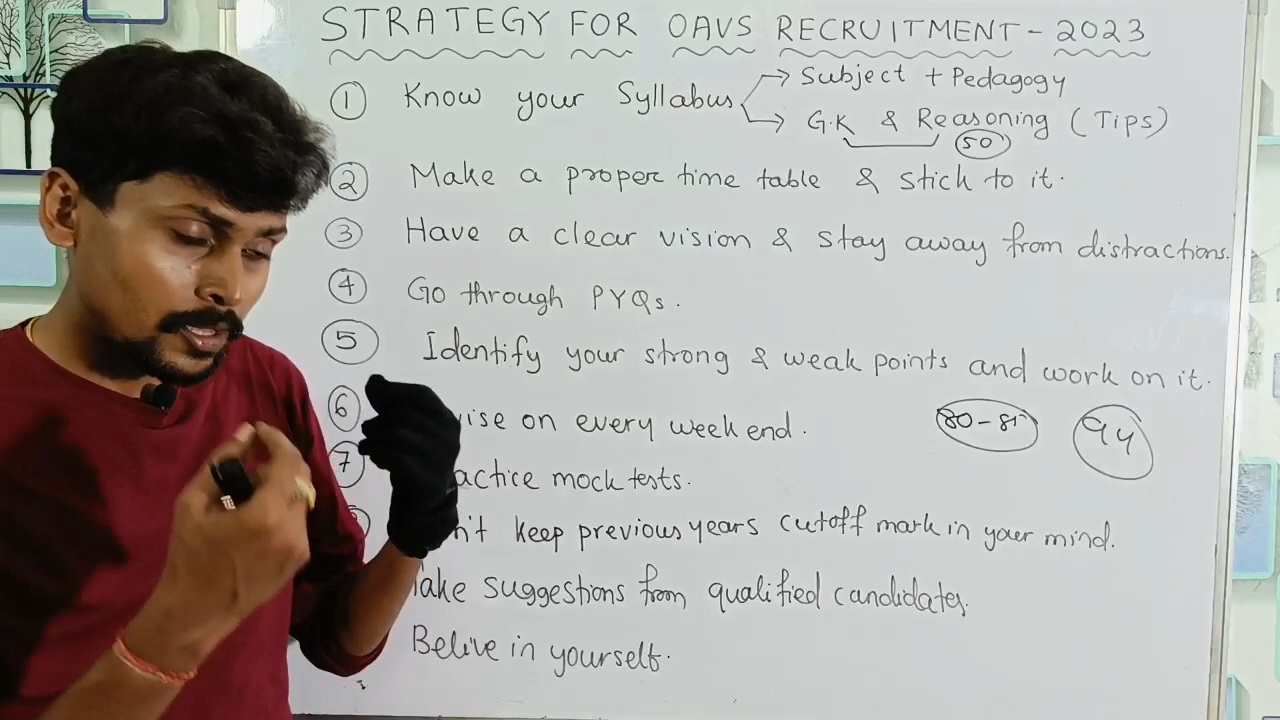 STRATEGY FOR OAVS RECRUITMENT - 2023
① Know your Syllabus → Subject + Pedagogy
→ G.K & Reasoning (Tips)
50
② Make a proper time table & stick to it.
③ Have a clear vision & stay away from distractions.
④ Go through PYQs.
⑤ Identify your strong & weak points and work on it.
⑥ vise on every week end.
80-81
94
⑦ actice mock tests.
n't keep previous years cutoff mark in your mind.
Take suggestions from qualified candidates.
Belive in yourself.